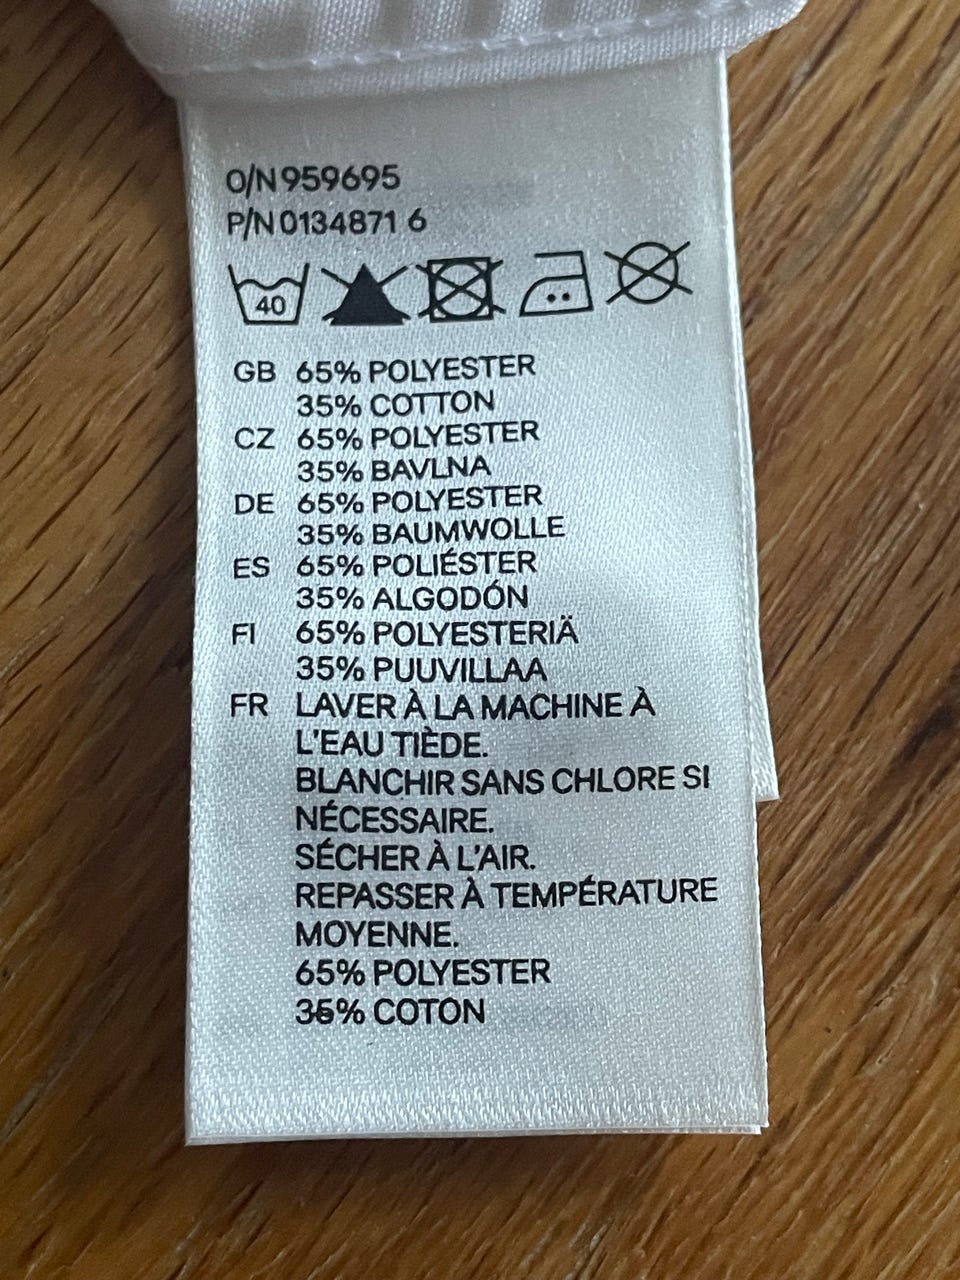 O/N 959695
P/N 0134871 6
40
GB 65% POLYESTER
35% COTTON
CZ 65% POLYESTER
35% BAVLNA
DE 65% POLYESTER
35% BAUMWOLLE
ES 65% POLIÉSTER
35% ALGODÓN
FI 65% POLYESTERIÄ
35% PUUVILLAA
FR LAVER À LA MACHINE À
L'EAU TIÈDE.
BLANCHIR SANS CHLORE SI
NÉCESSAIRE.
SÉCHER À L'AIR.
REPASSER À TEMPÉRATURE
MOYENNE.
65% POLYESTER
35% COTON